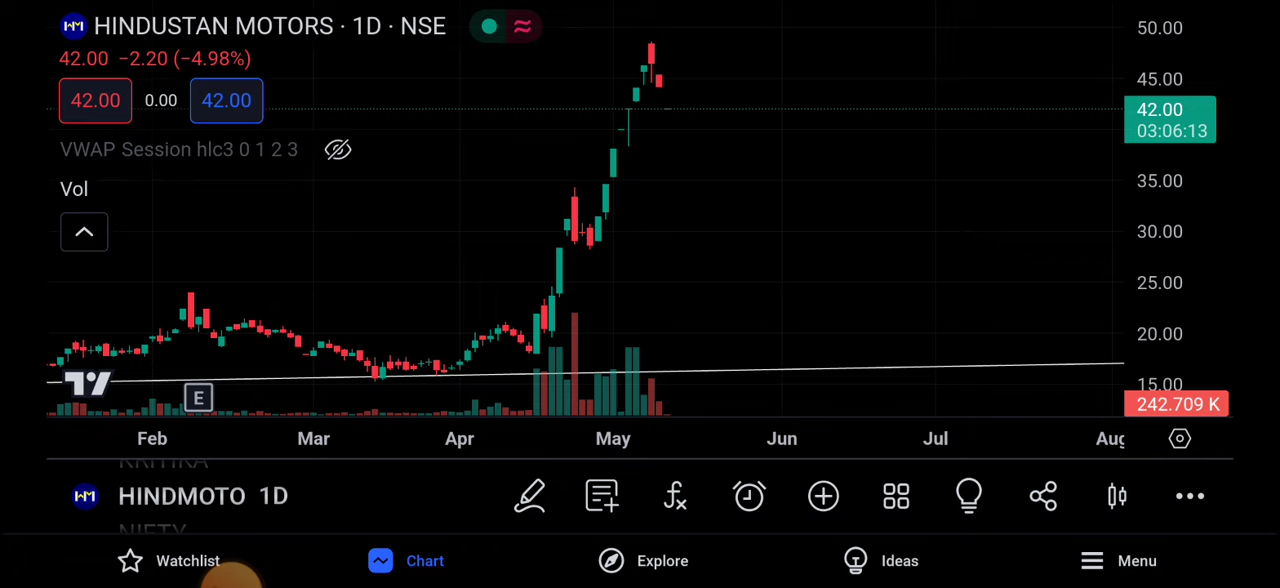 HINDUSTAN MOTORS · 1D · NSE
42.00 −2.20 (−4.98%)
42.00 0.00 42.00
VWAP Session hlc3 0 1 2 3
Vol
50.00
45.00
42.00
03:06:13
35.00
30.00
25.00
20.00
15.00
242.709 K
E
Feb Mar Apr May Jun Jul Aug
KRITIKA
HINDMOTO 1D
NIFTY
Watchlist Chart Explore Ideas Menu